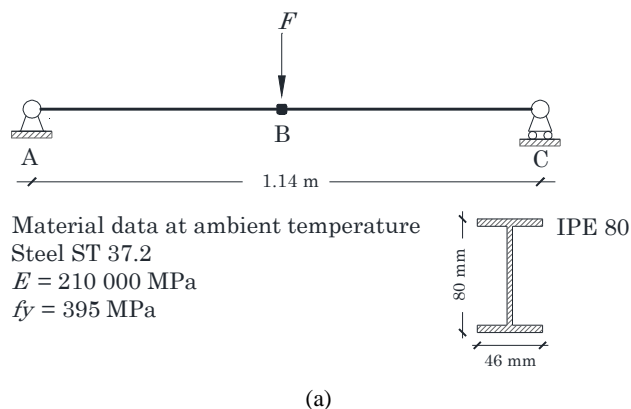 F
B
A
C
1.14 m
Material data at ambient temperature
Steel ST 37.2
E = 210 000 MPa
fy = 395 MPa
IPE 80
80 mm
46 mm
(a)